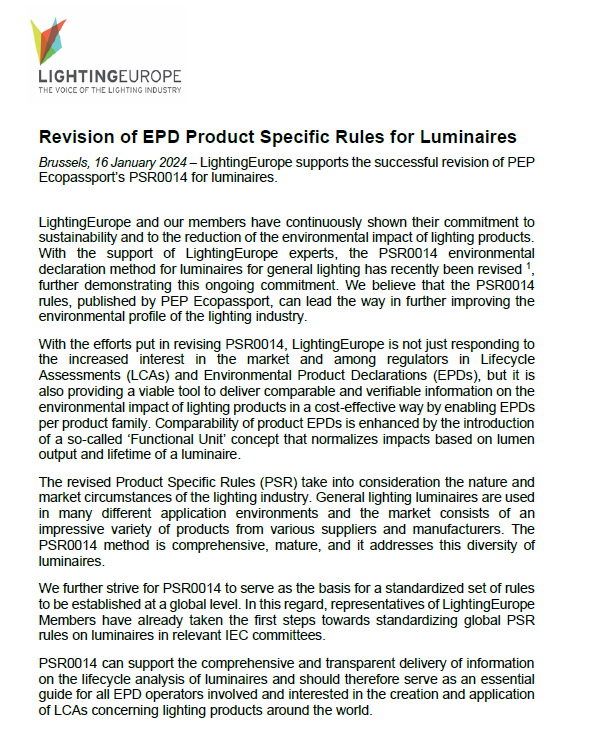 LIGHTINGEUROPE
THE VOICE OF THE LIGHTING INDUSTRY
Revision of EPD Product Specific Rules for Luminaires
Brussels, 16 January 2024 – LightingEurope supports the successful revision of PEP
Ecopassport's PSR0014 for luminaires.
LightingEurope and our members have continuously shown their commitment to
sustainability and to the reduction of the environmental impact of lighting products.
With the support of LightingEurope experts, the PSR0014 environmental
declaration method for luminaires for general lighting has recently been revised ¹,
further demonstrating this ongoing commitment. We believe that the PSR0014
rules, published by PEP Ecopassport, can lead the way in further improving the
environmental profile of the lighting industry.
With the efforts put in revising PSR0014, LightingEurope is not just responding to
the increased interest in the market and among regulators in Lifecycle
Assessments (LCAs) and Environmental Product Declarations (EPDs), but it is
also providing a viable tool to deliver comparable and verifiable information on the
environmental impact of lighting products in a cost-effective way by enabling EPDs
per product family. Comparability of product EPDs is enhanced by the introduction
of a so-called 'Functional Unit' concept that normalizes impacts based on lumen
output and lifetime of a luminaire.
The revised Product Specific Rules (PSR) take into consideration the nature and
market circumstances of the lighting industry. General lighting luminaires are used
in many different application environments and the market consists of an
impressive variety of products from various suppliers and manufacturers. The
PSR0014 method is comprehensive, mature, and it addresses this diversity of
luminaires.
We further strive for PSR0014 to serve as the basis for a standardized set of rules
to be established at a global level. In this regard, representatives of LightingEurope
Members have already taken the first steps towards standardizing global PSR
rules on luminaires in relevant IEC committees.
PSR0014 can support the comprehensive and transparent delivery of information
on the lifecycle analysis of luminaires and should therefore serve as an essential
guide for all EPD operators involved and interested in the creation and application
of LCAs concerning lighting products around the world.